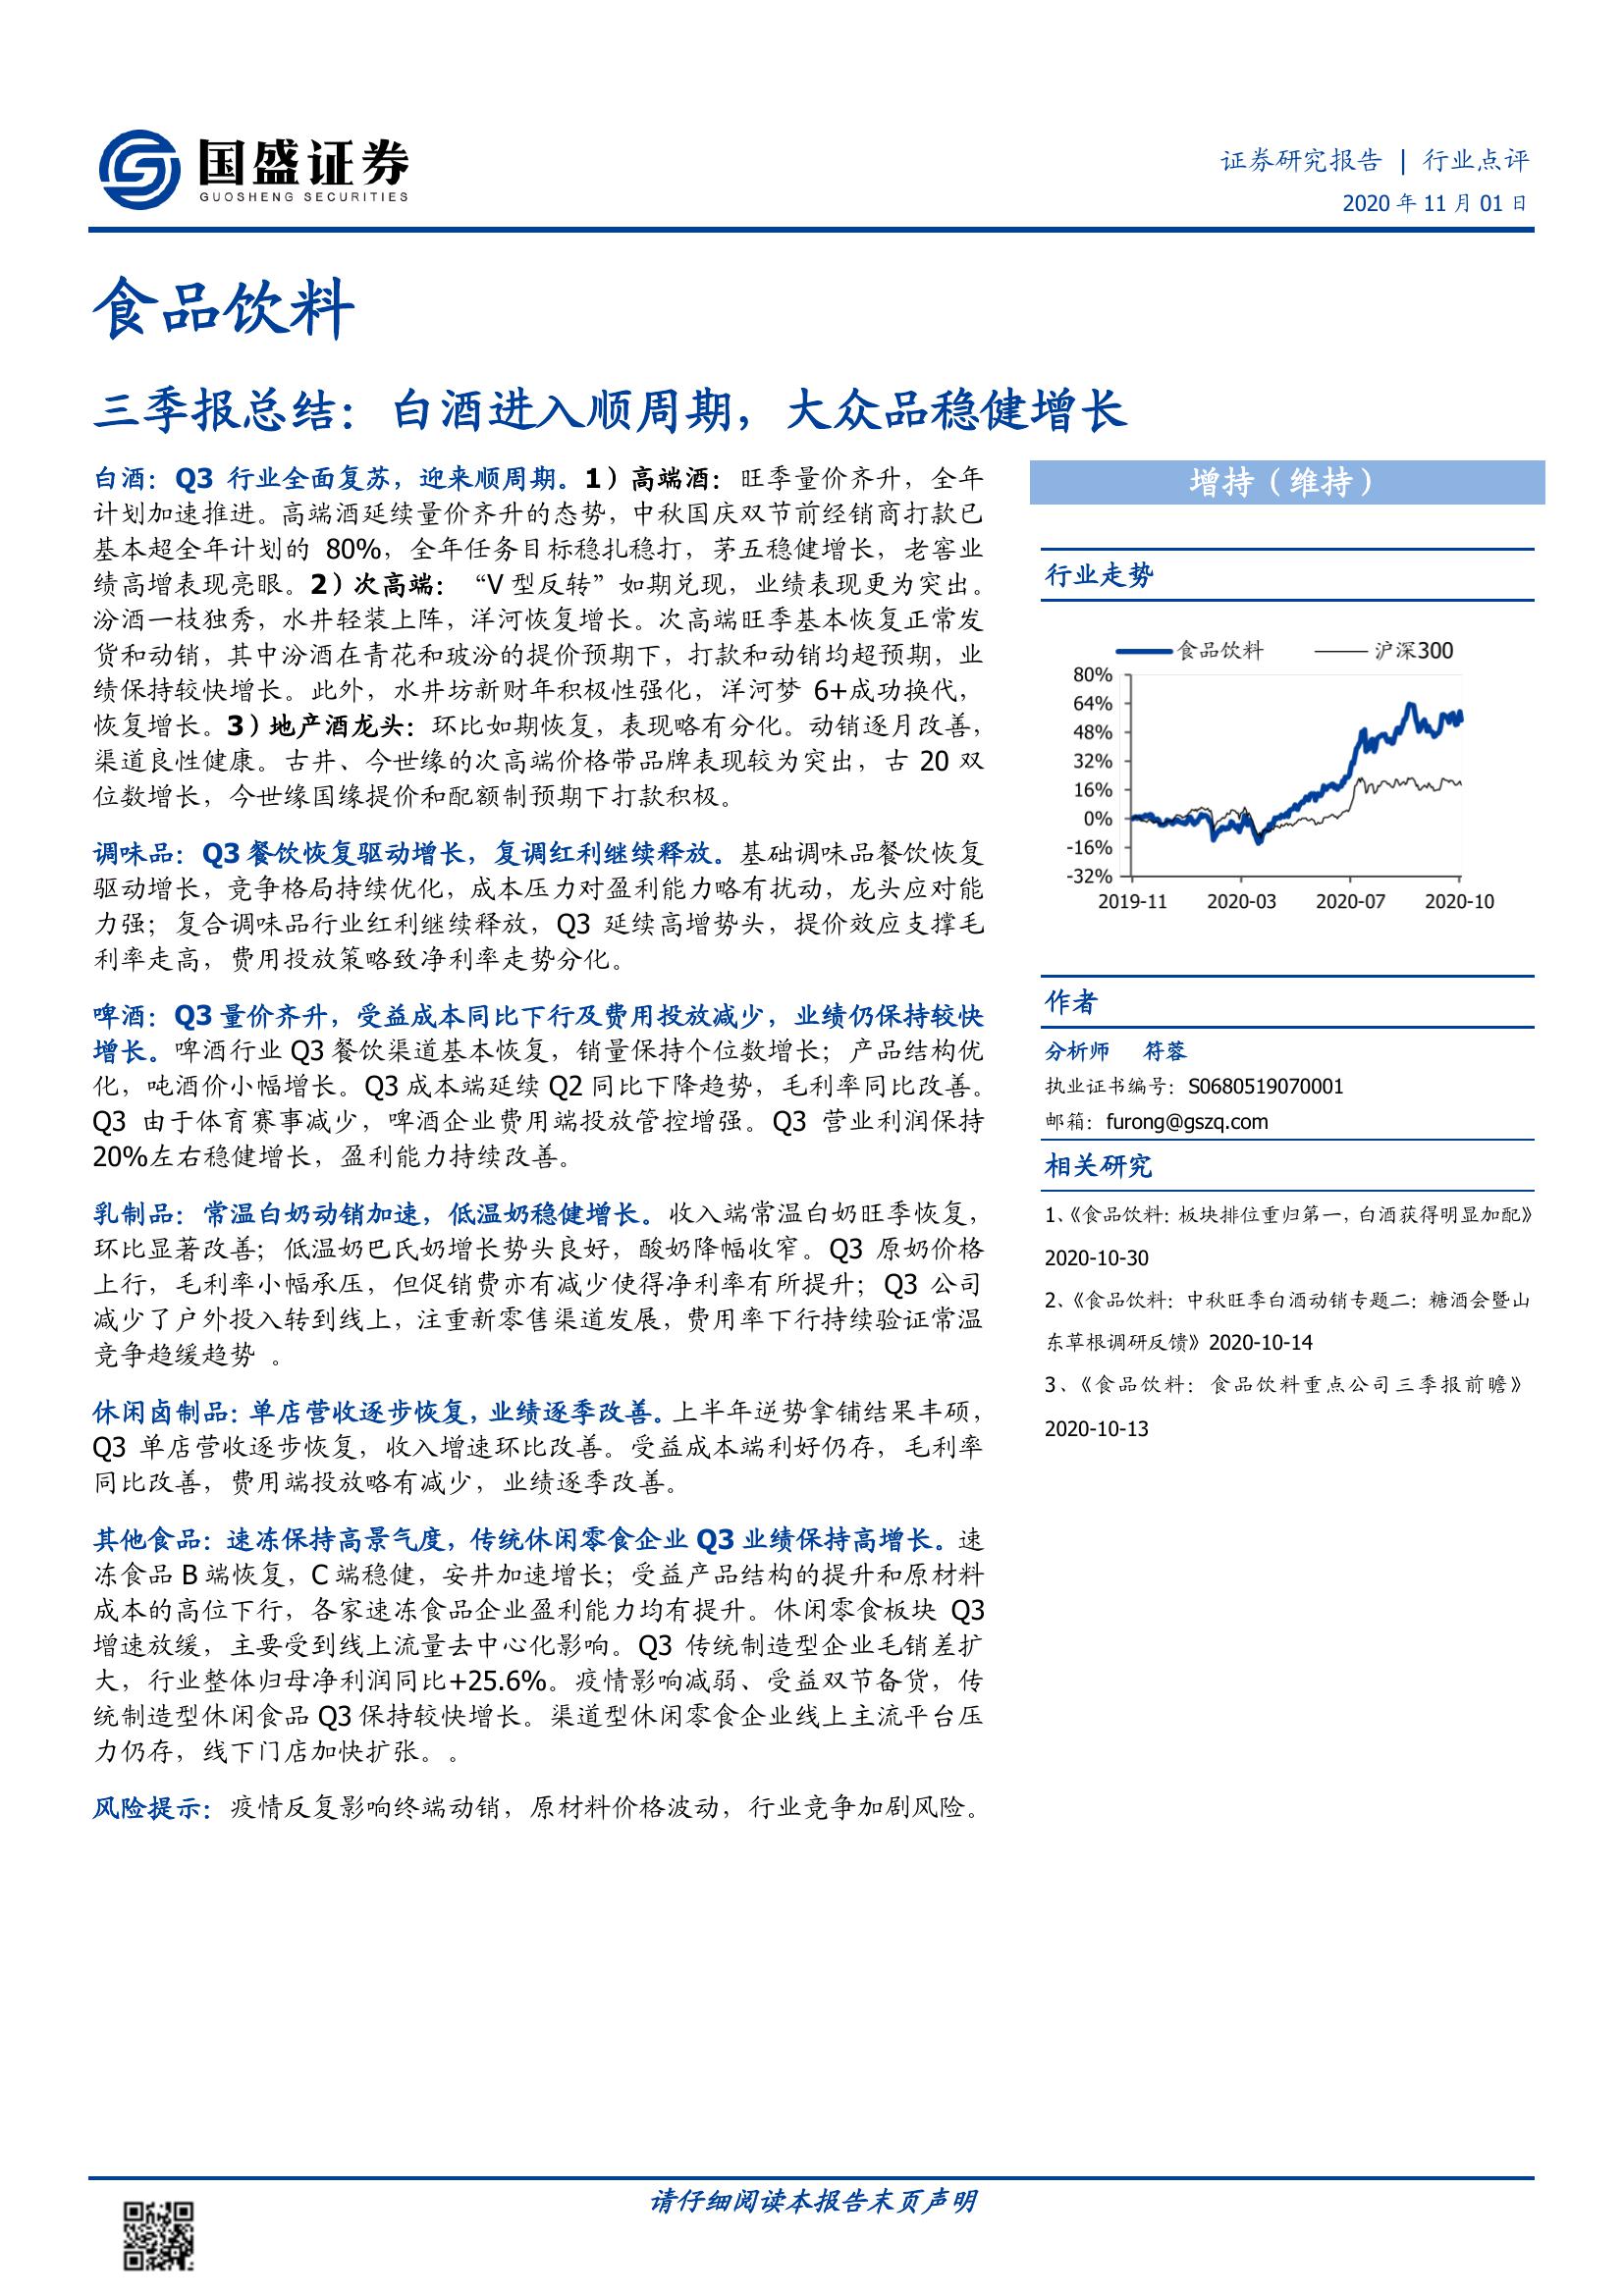 国盛证券
GUOSHENG SECURITIES
证券研究报告 | 行业点评
2020 年 11 月 01 日
食品饮料
三季报总结：白酒进入顺周期，大众品稳健增长
白酒：Q3 行业全面复苏，迎来顺周期。1）高端酒：旺季量价齐升，全年
计划加速推进。高端酒延续量价齐升的态势，中秋国庆双节前经销商打款已
基本超全年计划的 80%，全年任务目标稳扎稳打，茅五稳健增长，老窖业
绩高增表现亮眼。2）次高端：“V 型反转”如期兑现，业绩表现更为突出。
汾酒一枝独秀，水井轻装上阵，洋河恢复增长。次高端旺季基本恢复正常发
货和动销，其中汾酒在青花和玻汾的提价预期下，打款和动销均超预期，业
绩保持较快增长。此外，水井坊新财年积极性强化，洋河梦 6+成功换代，
恢复增长。3）地产酒龙头：环比如期恢复，表现略有分化。动销逐月改善，
渠道良性健康。古井、今世缘的次高端价格带品牌表现较为突出，古 20 双
位数增长，今世缘国缘提价和配额制预期下打款积极。
调味品：Q3 餐饮恢复驱动增长，复调红利继续释放。基础调味品餐饮恢复
驱动增长，竞争格局持续优化，成本压力对盈利能力略有扰动，龙头应对能
力强；复合调味品行业红利继续释放，Q3 延续高增势头，提价效应支撑毛
利率走高，费用投放策略致净利率走势分化。
啤酒：Q3 量价齐升，受益成本同比下行及费用投放减少，业绩仍保持较快
增长。啤酒行业 Q3 餐饮渠道基本恢复，销量保持个位数增长；产品结构优
化，吨酒价小幅增长。Q3 成本端延续 Q2 同比下降趋势，毛利率同比改善。
Q3 由于体育赛事减少，啤酒企业费用端投放管控增强。Q3 营业利润保持
20%左右稳健增长，盈利能力持续改善。
乳制品：常温白奶动销加速，低温奶稳健增长。收入端常温白奶旺季恢复，
环比显著改善；低温奶巴氏奶增长势头良好，酸奶降幅收窄。Q3 原奶价格
上行，毛利率小幅承压，但促销费亦有减少使得净利率有所提升；Q3 公司
减少了户外投入转到线上，注重新零售渠道发展，费用率下行持续验证常温
竞争趋缓趋势 。
休闲卤制品：单店营收逐步恢复，业绩逐季改善。上半年逆势拿铺结果丰硕，
Q3 单店营收逐步恢复，收入增速环比改善。受益成本端利好仍存，毛利率
同比改善，费用端投放略有减少，业绩逐季改善。
其他食品：速冻保持高景气度，传统休闲零食企业 Q3 业绩保持高增长。速
冻食品 B 端恢复，C 端稳健，安井加速增长；受益产品结构的提升和原材料
成本的高位下行，各家速冻食品企业盈利能力均有提升。休闲零食板块 Q3
增速放缓，主要受到线上流量去中心化影响。Q3 传统制造型企业毛销差扩
大，行业整体归母净利润同比+25.6%。疫情影响减弱、受益双节备货，传
统制造型休闲食品 Q3 保持较快增长。渠道型休闲零食企业线上主流平台压
力仍存，线下门店加快扩张。。
风险提示：疫情反复影响终端动销，原材料价格波动，行业竞争加剧风险。
增持（维持）
行业走势
食品饮料 沪深300
80%
64%
48%
32%
16%
0%
-16%
-32%
2019-11 2020-03 2020-07 2020-10
作者
分析师 符蓉
执业证书编号：S0680519070001
邮箱：furong@gszq.com
相关研究
1、《食品饮料：板块排位重归第一，白酒获得明显加配》
2020-10-30
2、《食品饮料：中秋旺季白酒动销专题二：糖酒会暨山
东草根调研反馈》2020-10-14
3、《食品饮料：食品饮料重点公司三季报前瞻》
2020-10-13
请仔细阅读本报告末页声明